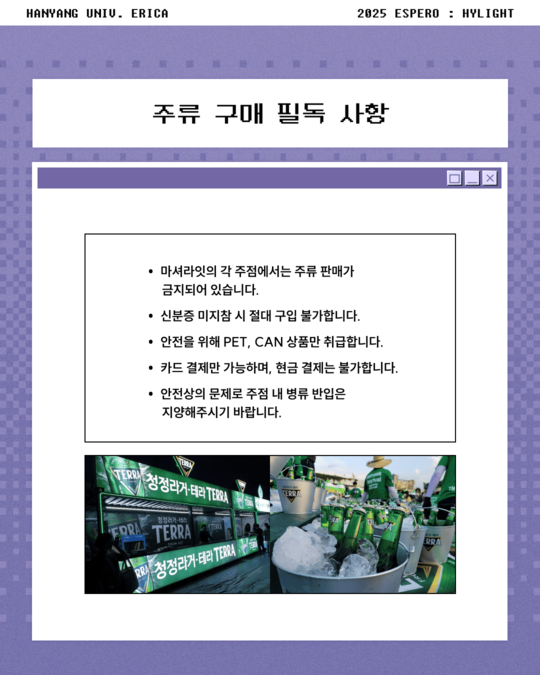 HANYANG UNIV. ERICA
2025 ESPERO : HYLIGHT
주류 구매 필독 사항
• 마셔라잇의 각 주점에서는 주류 판매가
금지되어 있습니다.
• 신분증 미지참 시 절대 구입 불가합니다.
• 안전을 위해 PET, CAN 상품만 취급합니다.
• 카드 결제만 가능하며, 현금 결제는 불가합니다.
• 안전상의 문제로 주점 내 병류 반입은
지양해주시기 바랍니다.
TERRA
TERRA
청정라거-테라 TERRA
TERRA
청정라거-테라
TERRA
청정라거-테라 TERRA
TERRA